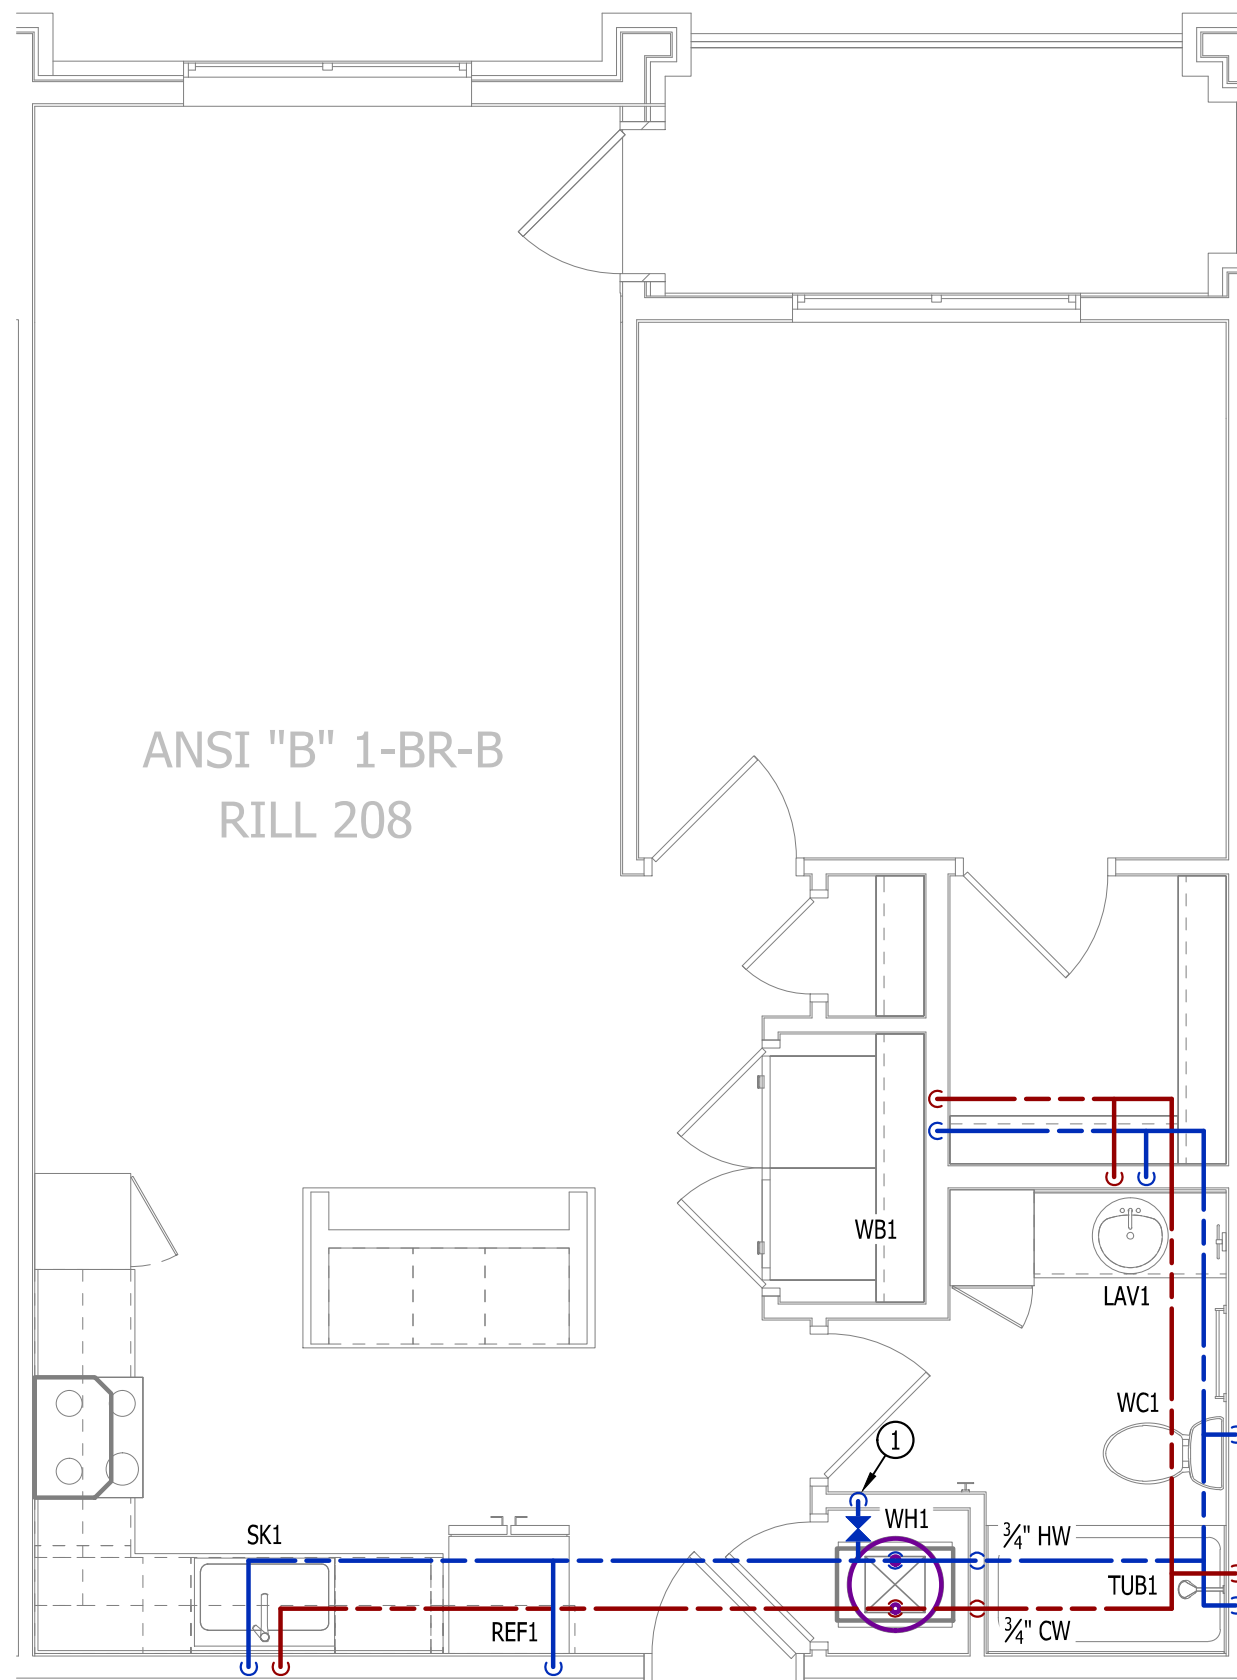 ANSI "B" 1-BR-B
RILL 208
WB1
LAV1
WC1
1
WH1
SK1
3/4" HW
TUB1
REF1
3/4" CW